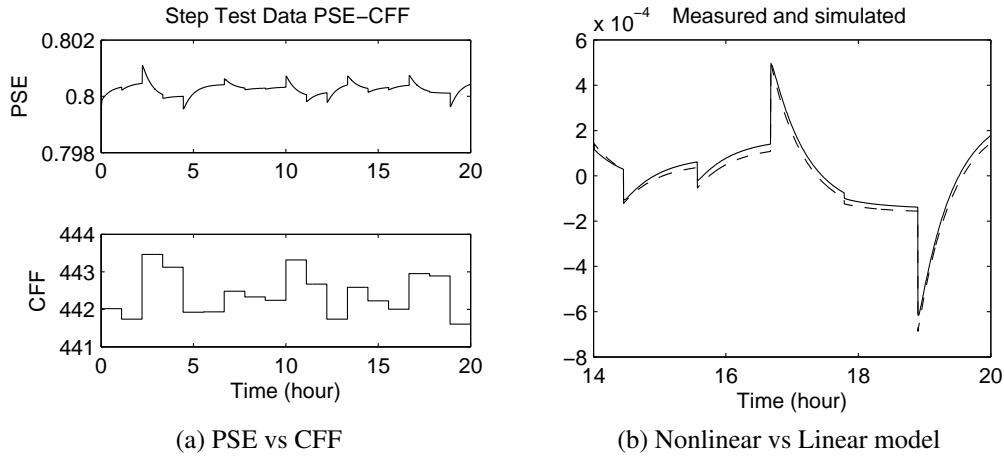 Step Test Data PSE−CFF
0.802
0.8
0.798
PSE
0 5 10 15 20
444
443
442
441
CFF
0 5 10 15 20
Time (hour)
(a) PSE vs CFF
x 10−4
Measured and simulated
6
4
2
0
−2
−4
−6
−8
14 16 18 20
Time (hour)
(b) Nonlinear vs Linear model